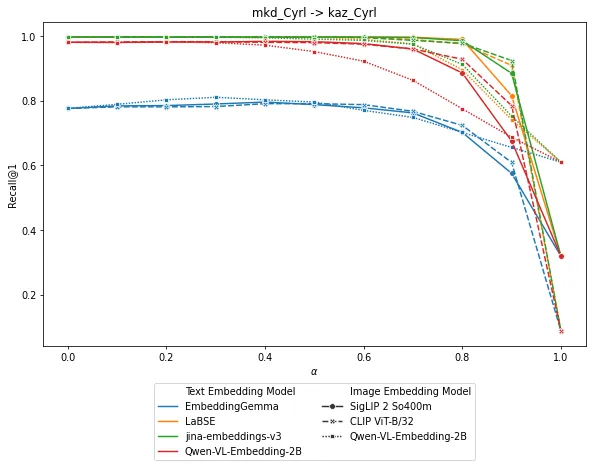 mkd_Cyrl -> kaz_Cyrl
1.0
0.8
0.6
0.4
0.2
Recall@1
0.0 0.2 0.4 0.6 0.8 1.0
α
Text Embedding Model Image Embedding Model
EmbeddingGemma SigLIP 2 So400m
LaBSE CLIP ViT-B/32
jina-embeddings-v3 Qwen-VL-Embedding-2B
Qwen-VL-Embedding-2B